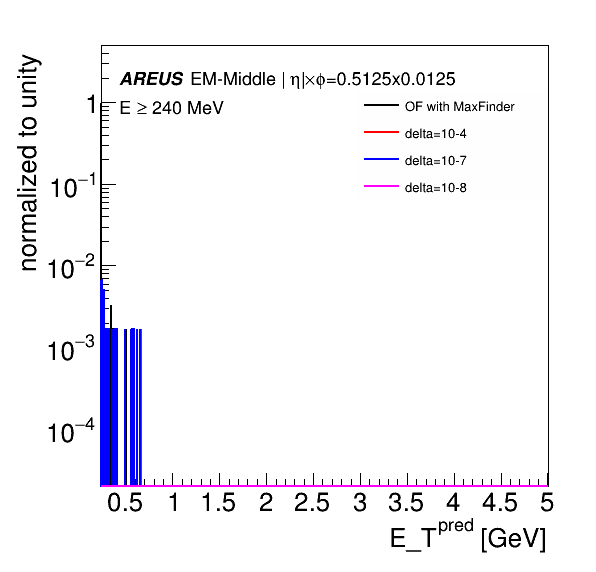 AREUS EM-Middle | η|×ϕ=0.5125x0.0125
E ≥ 240 MeV
OF with MaxFinder
delta=10-4
delta=10-7
delta=10-8
normalized to unity
1
10⁻¹
10⁻²
10⁻³
10⁻⁴
0.5 1 1.5 2 2.5 3 3.5 4 4.5 5
E_T^pred [GeV]